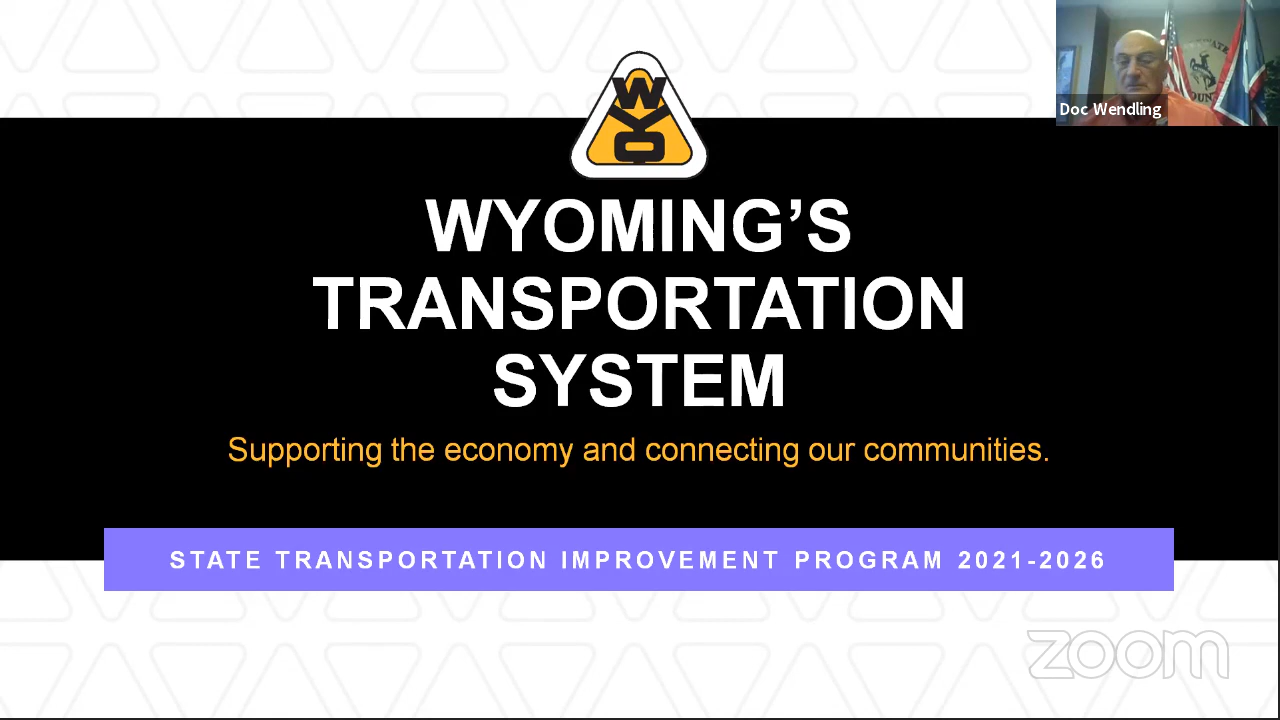 Doc Wendling
WYO
WYOMING'S
TRANSPORTATION
SYSTEM
Supporting the economy and connecting our communities.
STATE TRANSPORTATION IMPROVEMENT PROGRAM 2021-2026
zoom